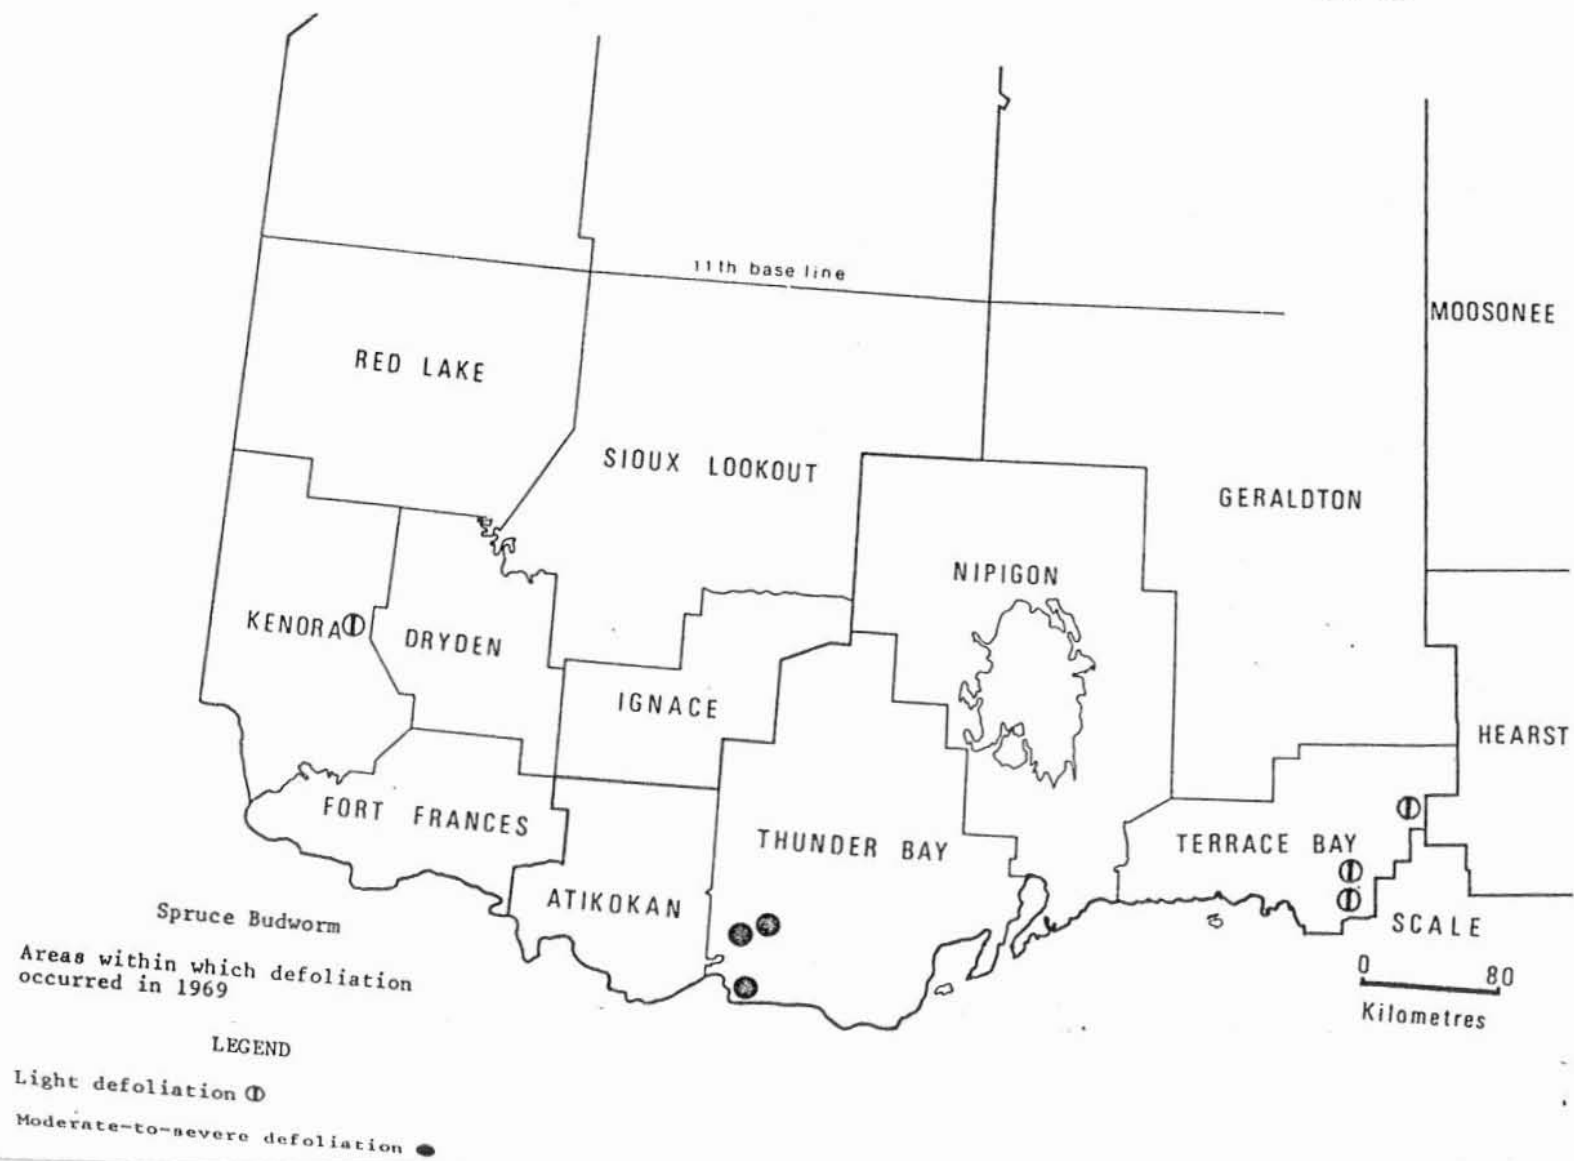 11th base line
MOOSONEE
RED LAKE
SIOUX LOOKOUT
GERALDTON
NIPIGON
KENORA
DRYDEN
IGNACE
HEARST
FORT FRANCES
THUNDER BAY
TERRACE BAY
ATIKOKAN
SCALE
0 80
Kilometres
Spruce Budworm
Areas within which defoliation
occurred in 1969
LEGEND
Light defoliation
Moderate-to-severe defoliation